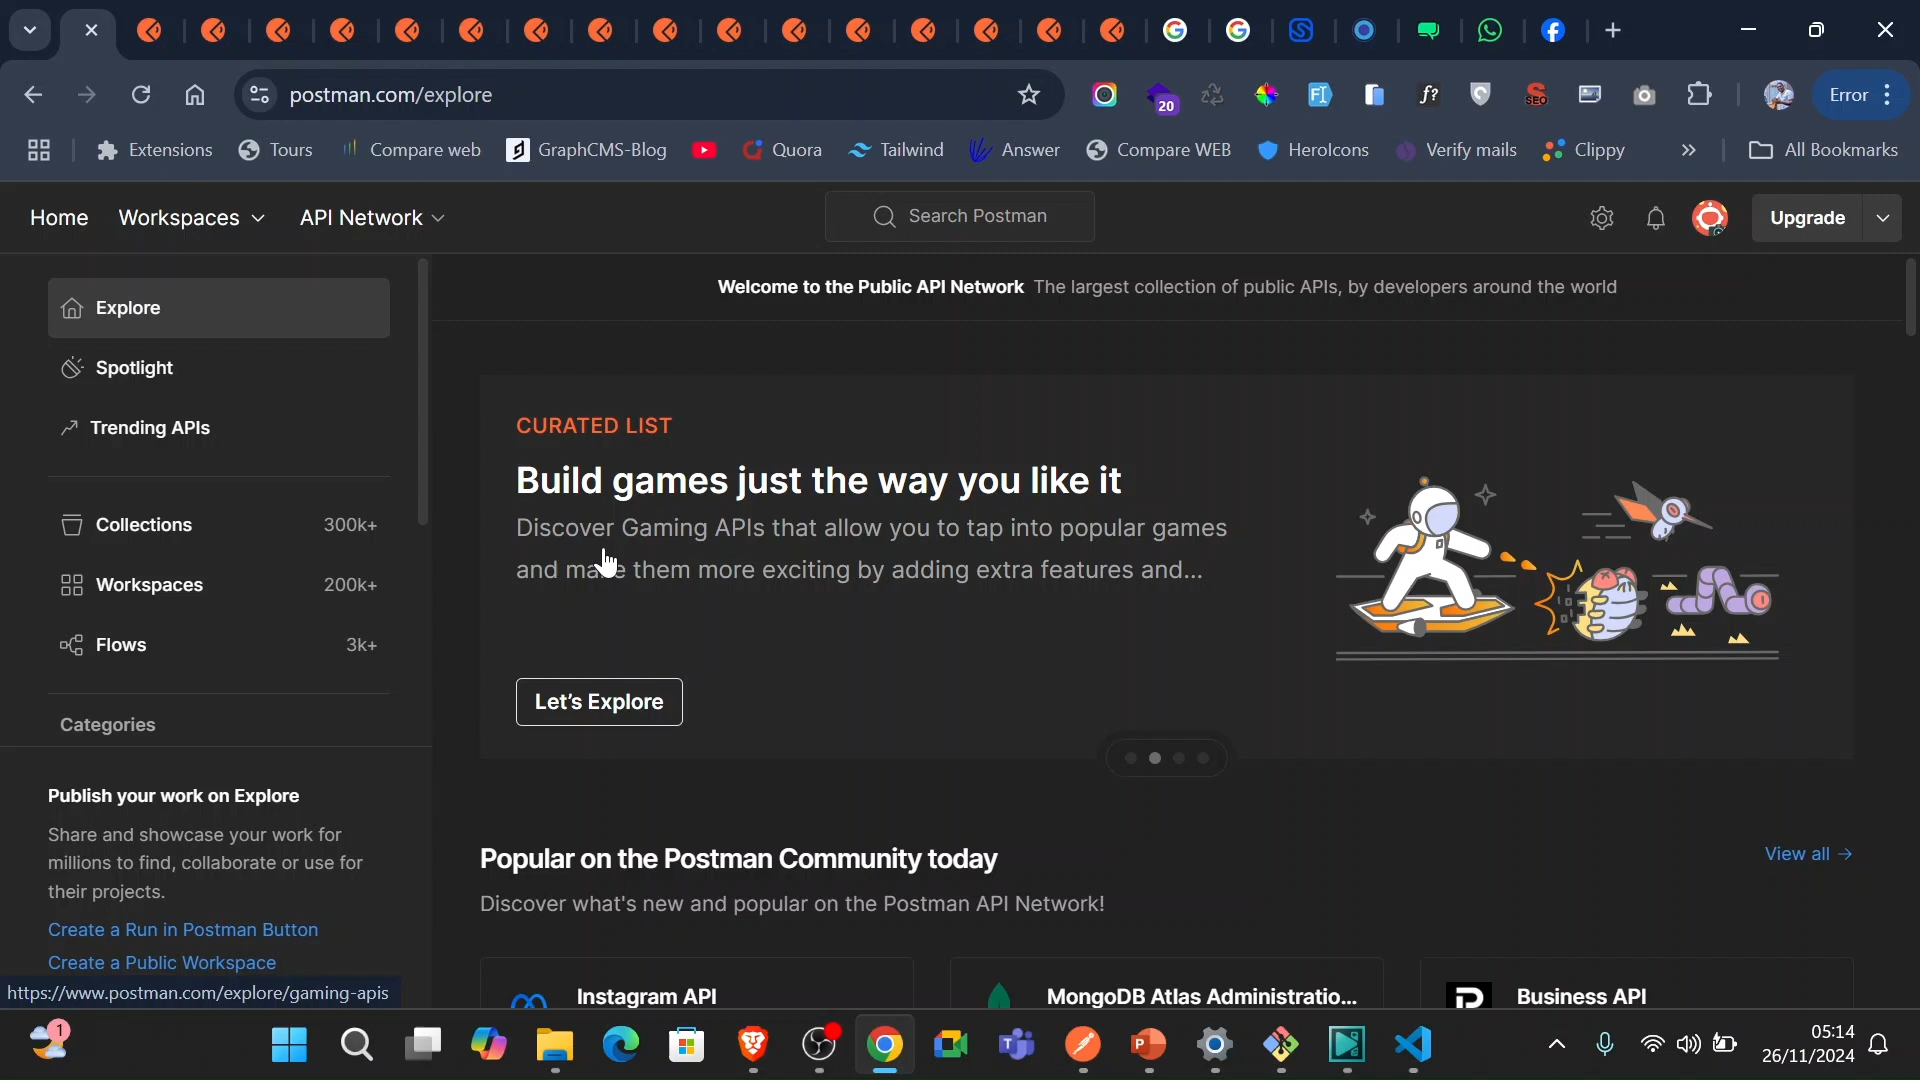 postman.com/explore
20
f?
SEO
Error
Extensions
Tours
Compare web
GraphCMS-Blog
Quora
Tailwind
Answer
Compare WEB
HeroIcons
Verify mails
Clippy
»
All Bookmarks
Home
Workspaces
API Network
Search Postman
Upgrade
Explore
Spotlight
Trending APIs
Collections 300k+
Workspaces 200k+
Flows 3k+
Categories
Publish your work on Explore
Share and showcase your work for
millions to find, collaborate or use for
their projects.
Create a Run in Postman Button
Create a Public Workspace
https://www.postman.com/explore/gaming-apis
Welcome to the Public API Network The largest collection of public APIs, by developers around the world
CURATED LIST
Build games just the way you like it
Discover Gaming APIs that allow you to tap into popular games
and make them more exciting by adding extra features and...
Let's Explore
Popular on the Postman Community today
View all →
Discover what's new and popular on the Postman API Network!
Instagram API
MongoDB Atlas Administratio...
Business API
1
05:14
26/11/2024